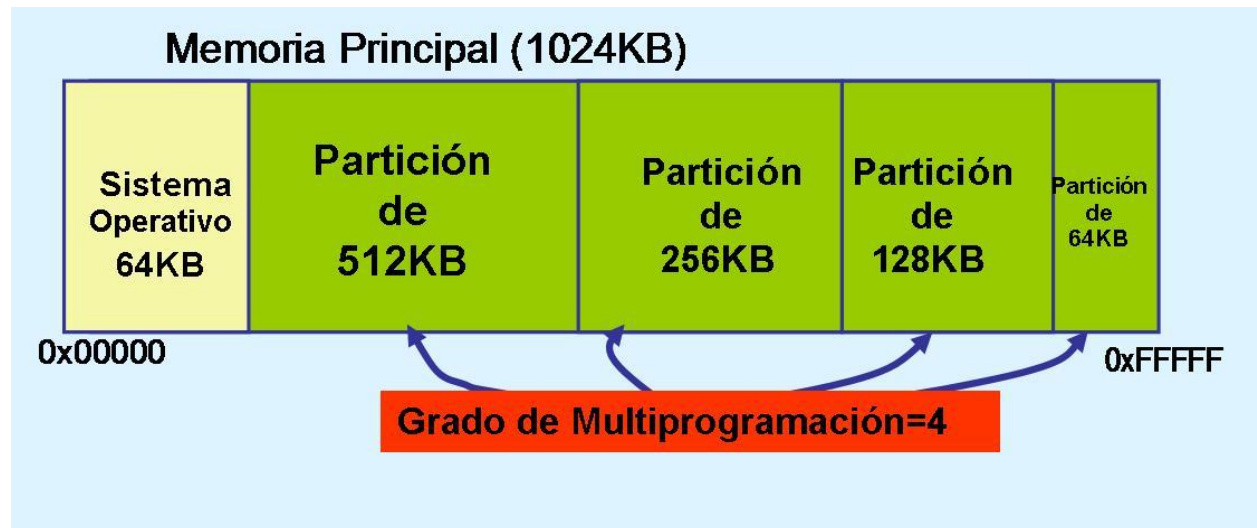 Memoria Principal (1024KB)
Sistema
Operativo
64KB
Partición
de
512KB
Partición
de
256KB
Partición
de
128KB
Partición
de
64KB
0x00000
0xFFFFF
Grado de Multiprogramación=4